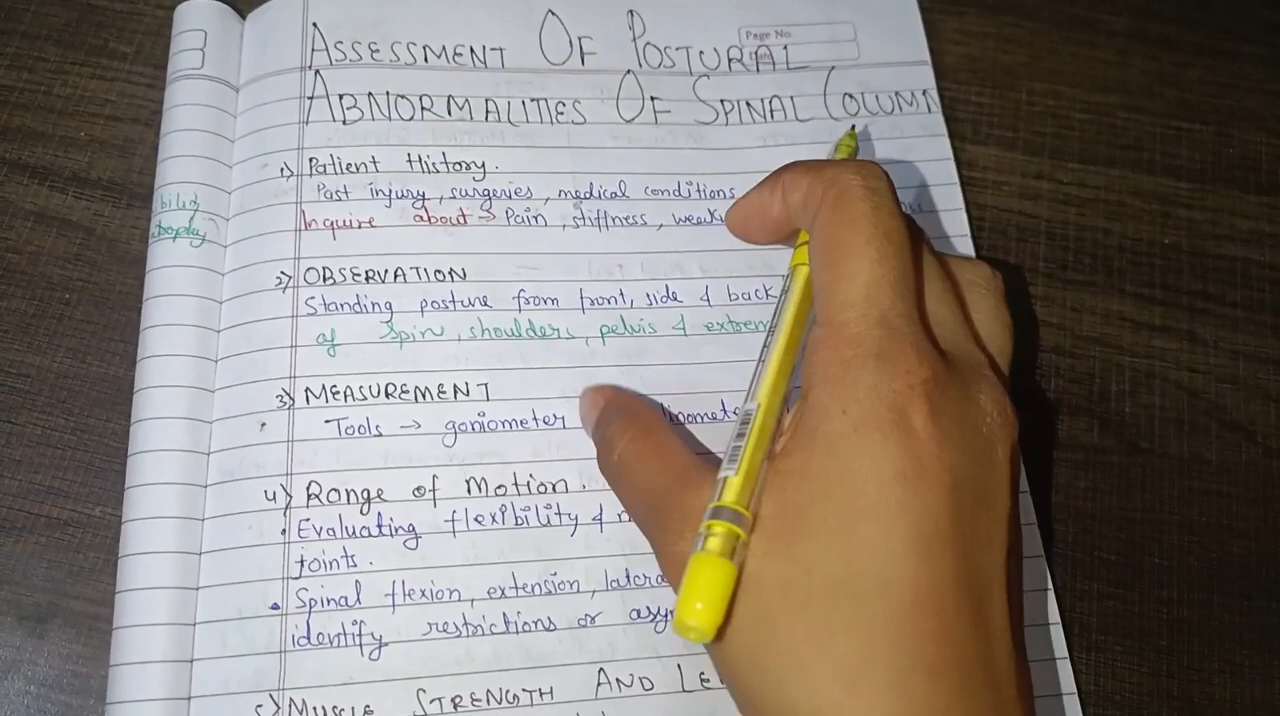 Page No
ASSESSMENT OF POSTURAL
ABNORMALITIES OF SPINAL COLUMN
1) Patient History.
Past injury, surgeries, medical conditions
Inquire about → Pain, stiffness,
2) OBSERVATION
Standing posture from front, side & back
of spine, shoulders, pelvis &
3) MEASUREMENT
Tools → goniometer
4) Range of Motion.
• Evaluating flexibility &
joints.
• Spinal flexion, extension,
identify restrictions or
5) MUSCLE STRENGTH AND